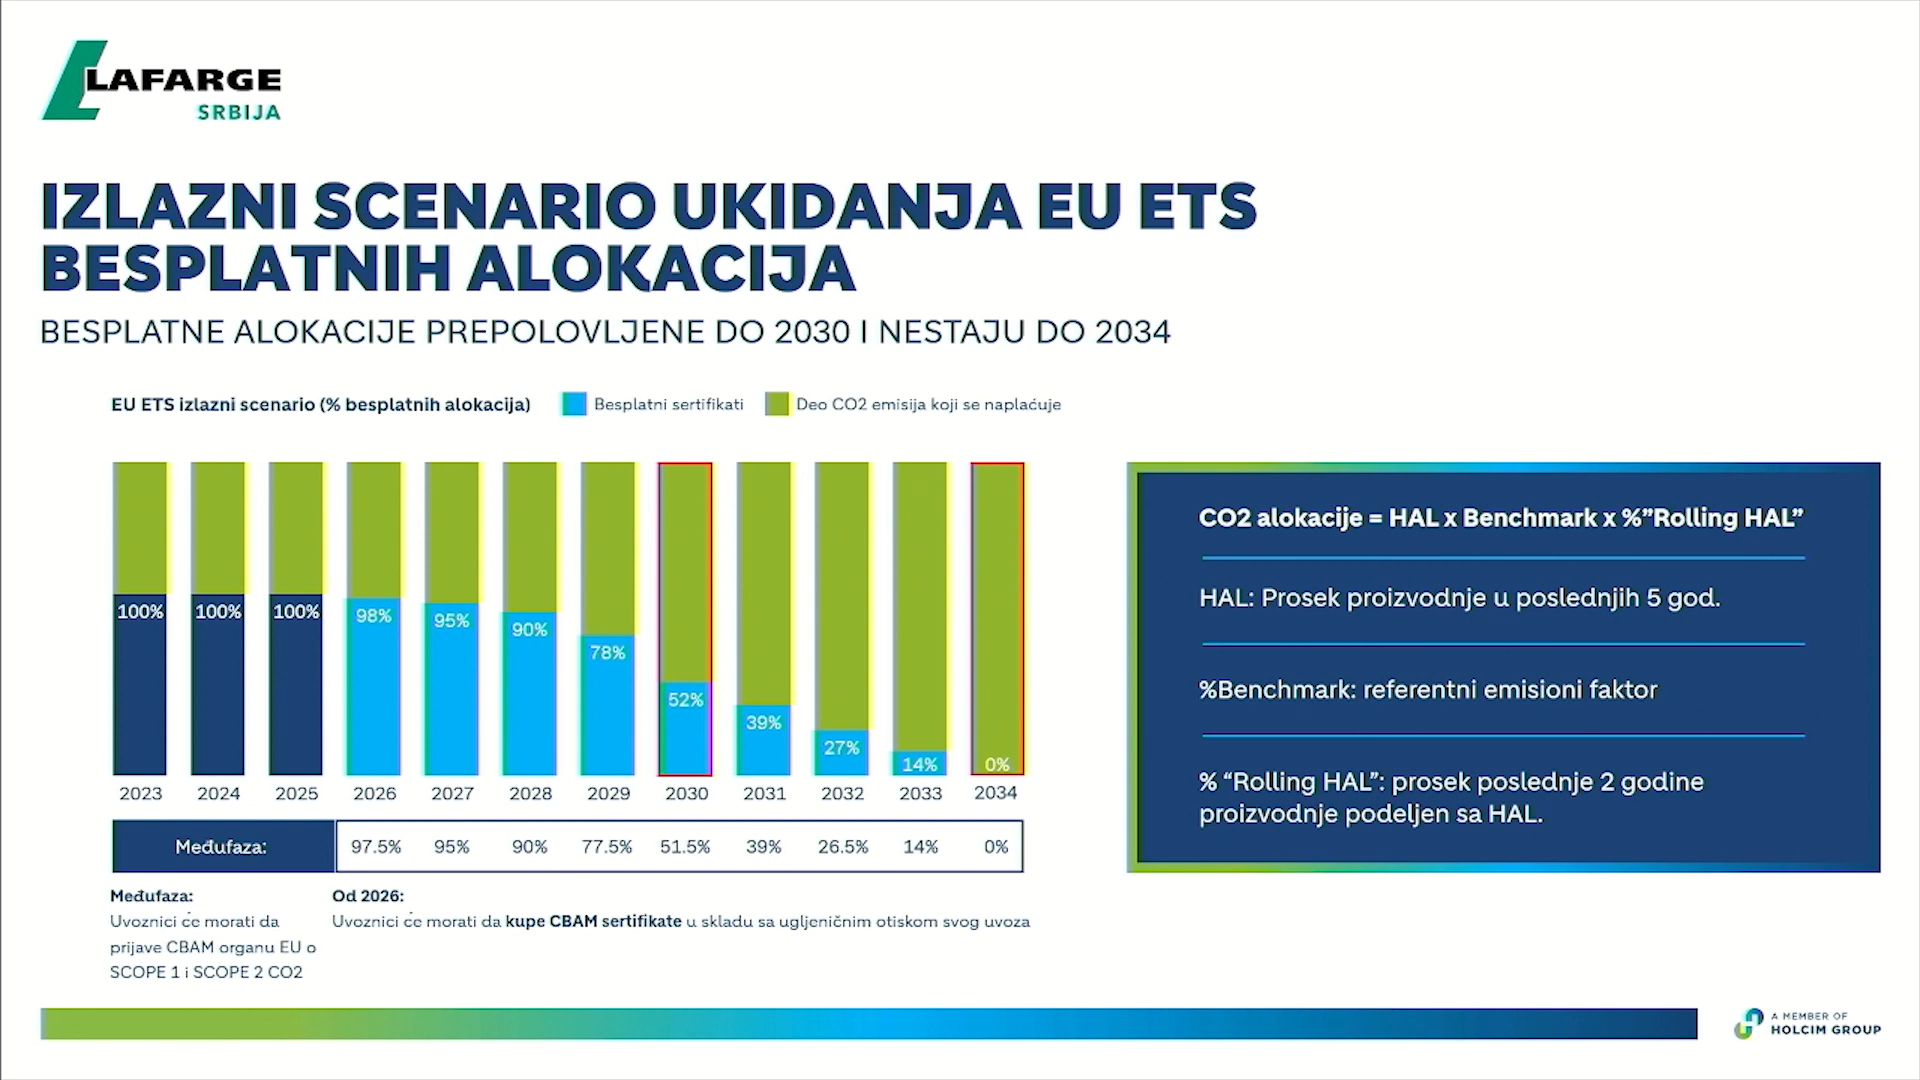 LAFARGE
SRBIJA
IZLAZNI SCENARIO UKIDANJA EU ETS
BESPLATNIH ALOKACIJA
BESPLATNE ALOKACIJE PREPOLOVLJENE DO 2030 I NESTAJU DO 2034
EU ETS izlazni scenario (% besplatnih alokacija) Besplatni sertifikati Deo CO2 emisija koji se naplaćuje
100% 100% 100% 98% 95% 90% 78% 52% 39% 27% 14% 0%
2023 2024 2025 2026 2027 2028 2029 2030 2031 2032 2033 2034
Međufaza: 97.5% 95% 90% 77.5% 51.5% 39% 26.5% 14% 0%
Međufaza:
Uvoznici će morati da
prijave CBAM organu EU o
SCOPE 1 i SCOPE 2 CO2
Od 2026:
Uvoznici će morati da kupe CBAM sertifikate u skladu sa ugljeničnim otiskom svog uvoza
CO2 alokacije = HAL x Benchmark x %”Rolling HAL”
HAL: Prosek proizvodnje u poslednjih 5 god.
%Benchmark: referentni emisioni faktor
% “Rolling HAL”: prosek poslednje 2 godine
proizvodnje podeljen sa HAL.
A MEMBER OF
HOLCIM GROUP